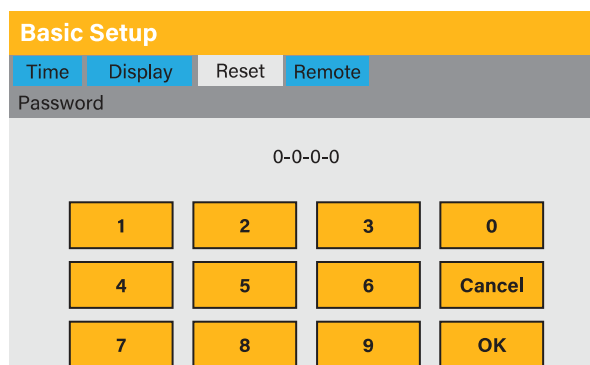 Basic Setup
Time Display Reset Remote
Password
0-0-0-0
1 2 3 0
4 5 6 Cancel
7 8 9 OK